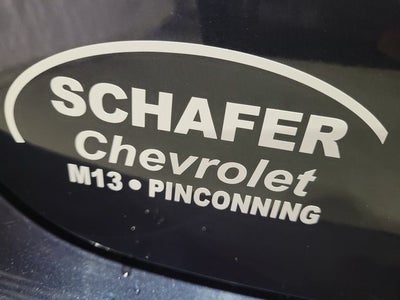 SCHAFER
Chevrolet
M13 • PINCONNING